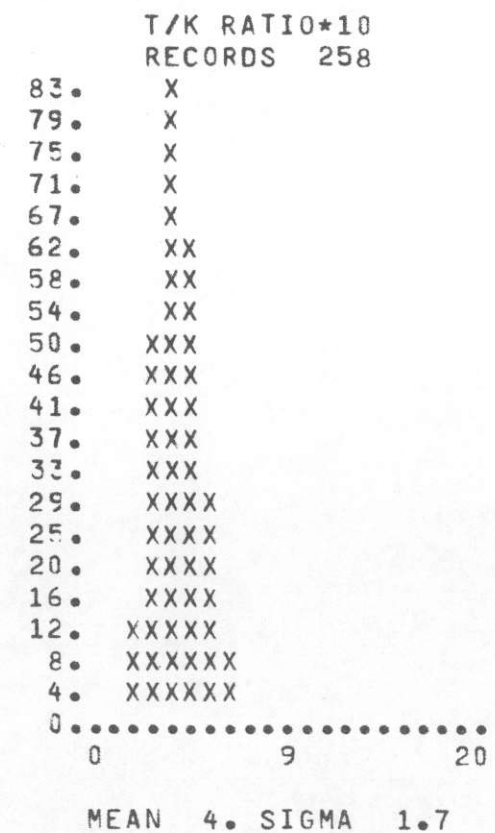 T/K RATIO*10
RECORDS 258
83. X
79. X
75. X
71. X
67. X
62. XX
58. XX
54. XX
50. XXX
46. XXX
41. XXX
37. XXX
33. XXX
29. XXXX
25. XXXX
20. XXXX
16. XXXX
12. XXXXX
8. XXXXXX
4. XXXXXX
0.....................
0 9 20
MEAN 4. SIGMA 1.7